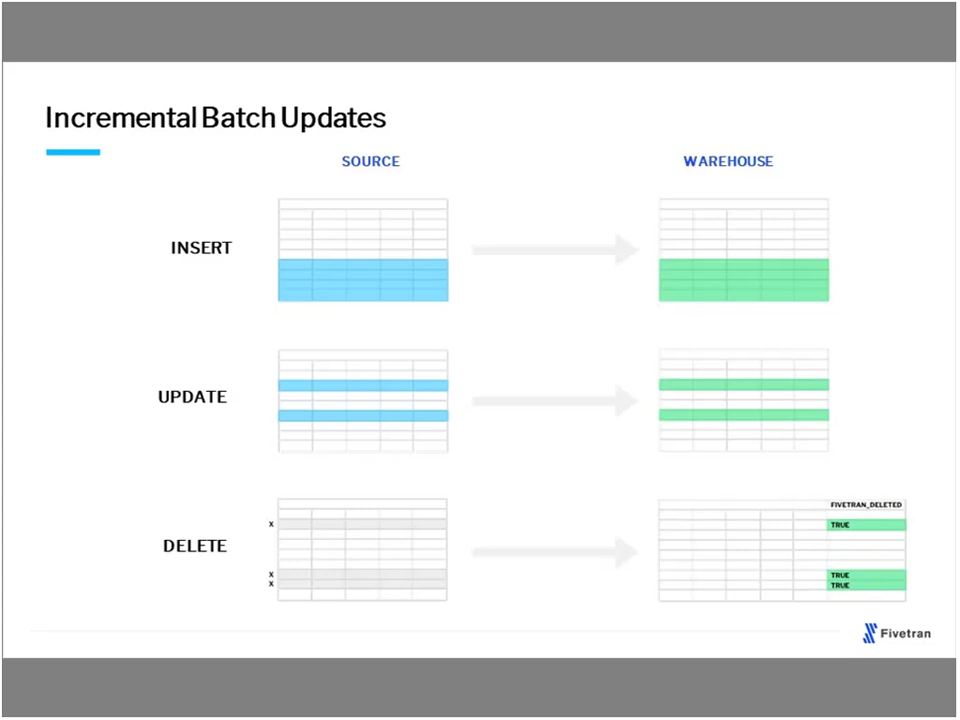 Incremental Batch Updates
SOURCE
WAREHOUSE
INSERT
UPDATE
DELETE
X
X
X
FIVETRAN_DELETED
TRUE
TRUE
TRUE
Fivetran